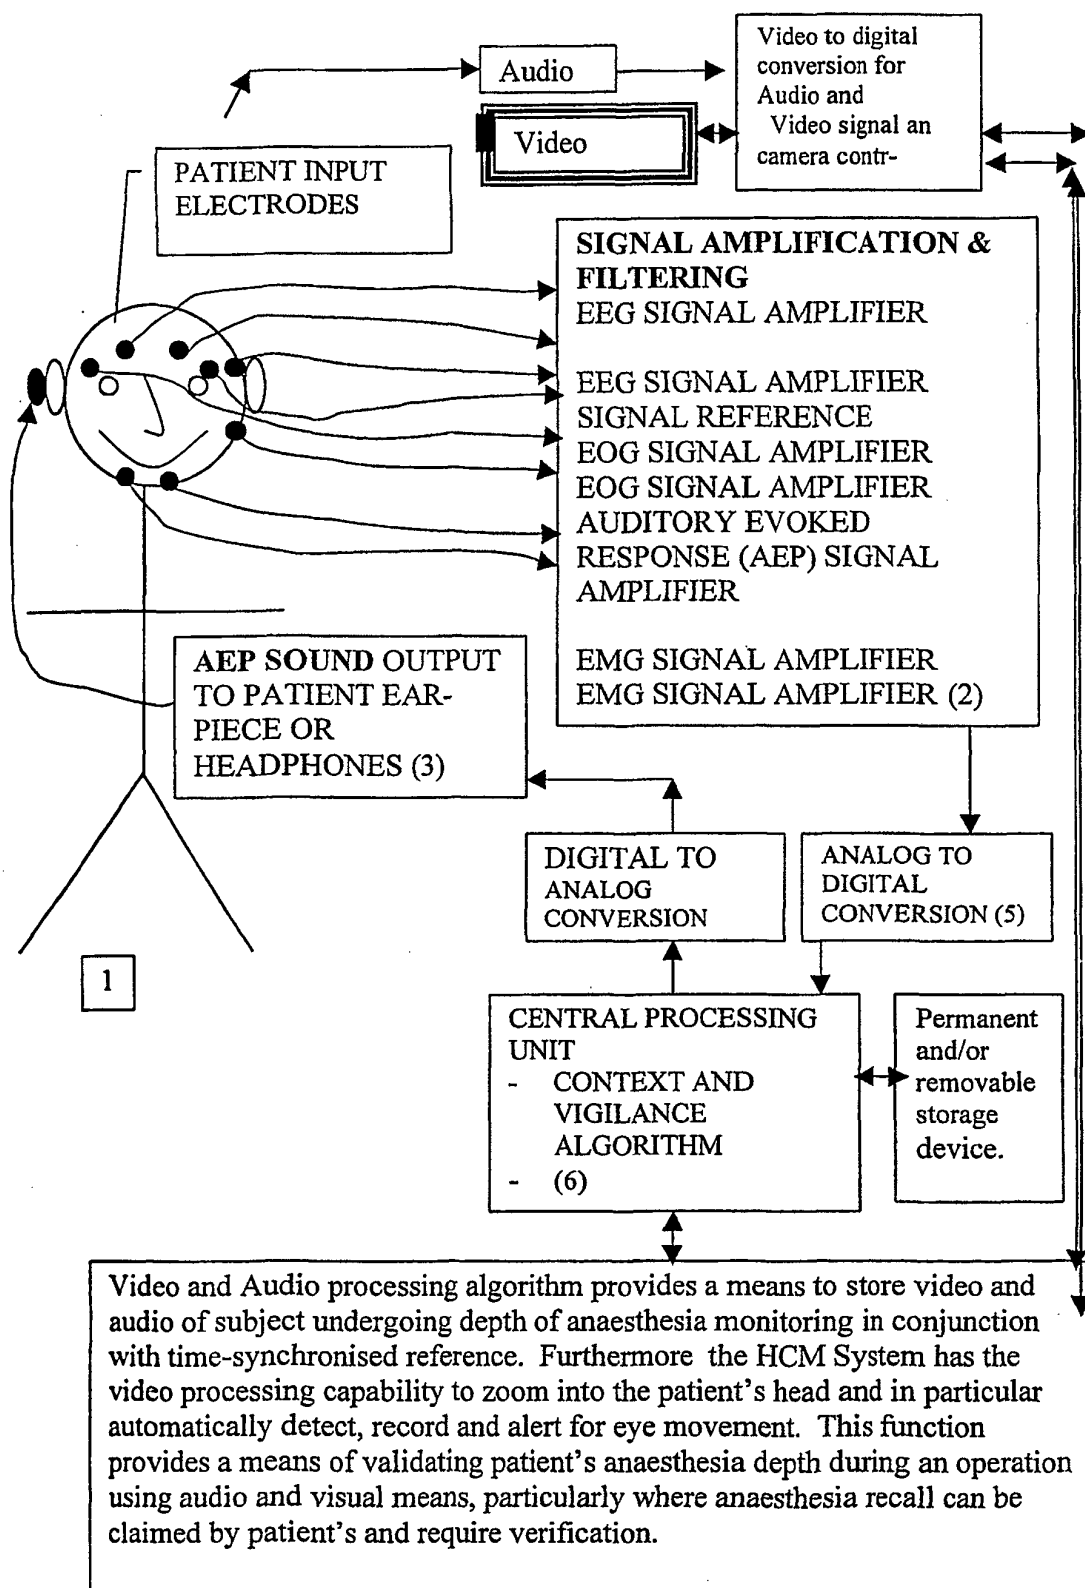 Audio
Video
Video to digital
conversion for
Audio and
Video signal an
camera contr-
PATIENT INPUT
ELECTRODES
SIGNAL AMPLIFICATION &
FILTERING
EEG SIGNAL AMPLIFIER
EEG SIGNAL AMPLIFIER
SIGNAL REFERENCE
EOG SIGNAL AMPLIFIER
EOG SIGNAL AMPLIFIER
AUDITORY EVOKED
RESPONSE (AEP) SIGNAL
AMPLIFIER
EMG SIGNAL AMPLIFIER
EMG SIGNAL AMPLIFIER (2)
AEP SOUND OUTPUT
TO PATIENT EAR-
PIECE OR
HEADPHONES (3)
DIGITAL TO
ANALOG
CONVERSION
ANALOG TO
DIGITAL
CONVERSION (5)
1
CENTRAL PROCESSING
UNIT
- CONTEXT AND
VIGILANCE
ALGORITHM
- (6)
Permanent
and/or
removable
storage
device.
Video and Audio processing algorithm provides a means to store video and
audio of subject undergoing depth of anaesthesia monitoring in conjunction
with time-synchronised reference. Furthermore the HCM System has the
video processing capability to zoom into the patient's head and in particular
automatically detect, record and alert for eye movement. This function
provides a means of validating patient's anaesthesia depth during an operation
using audio and visual means, particularly where anaesthesia recall can be
claimed by patient's and require verification.